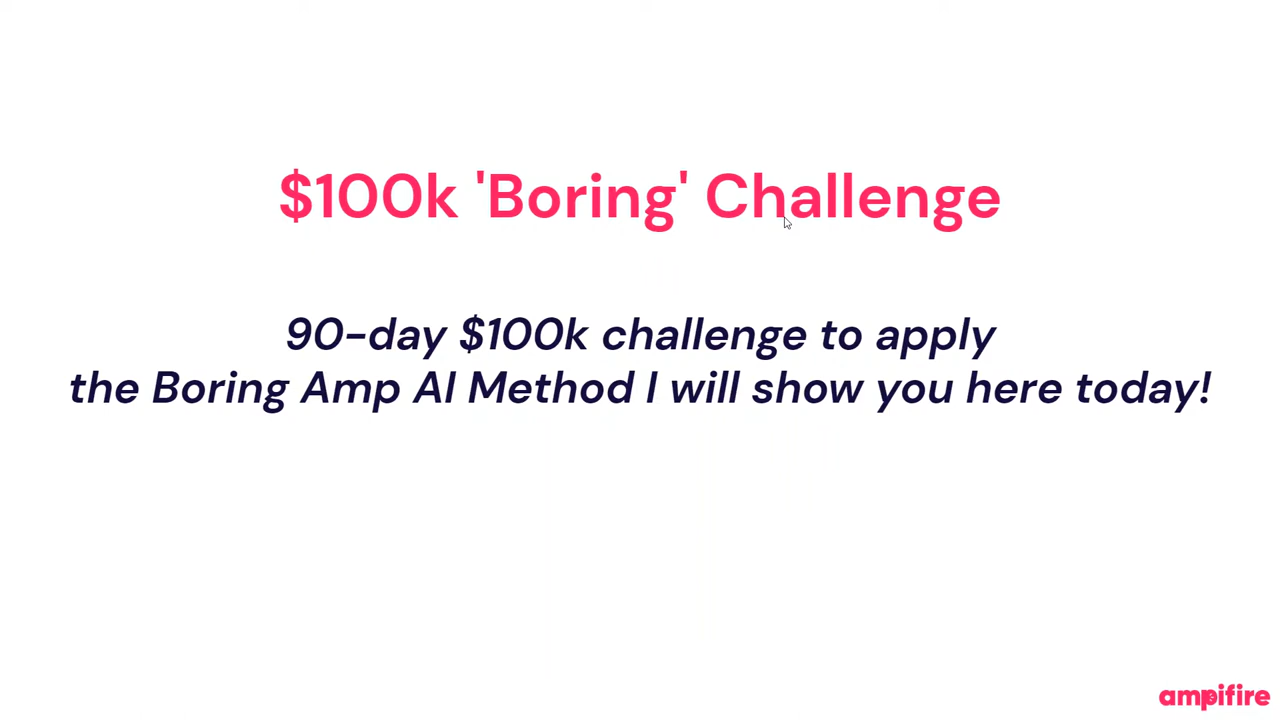 $100k 'Boring' Challenge
90-day $100k challenge to apply
the Boring Amp AI Method I will show you here today!
ampifire